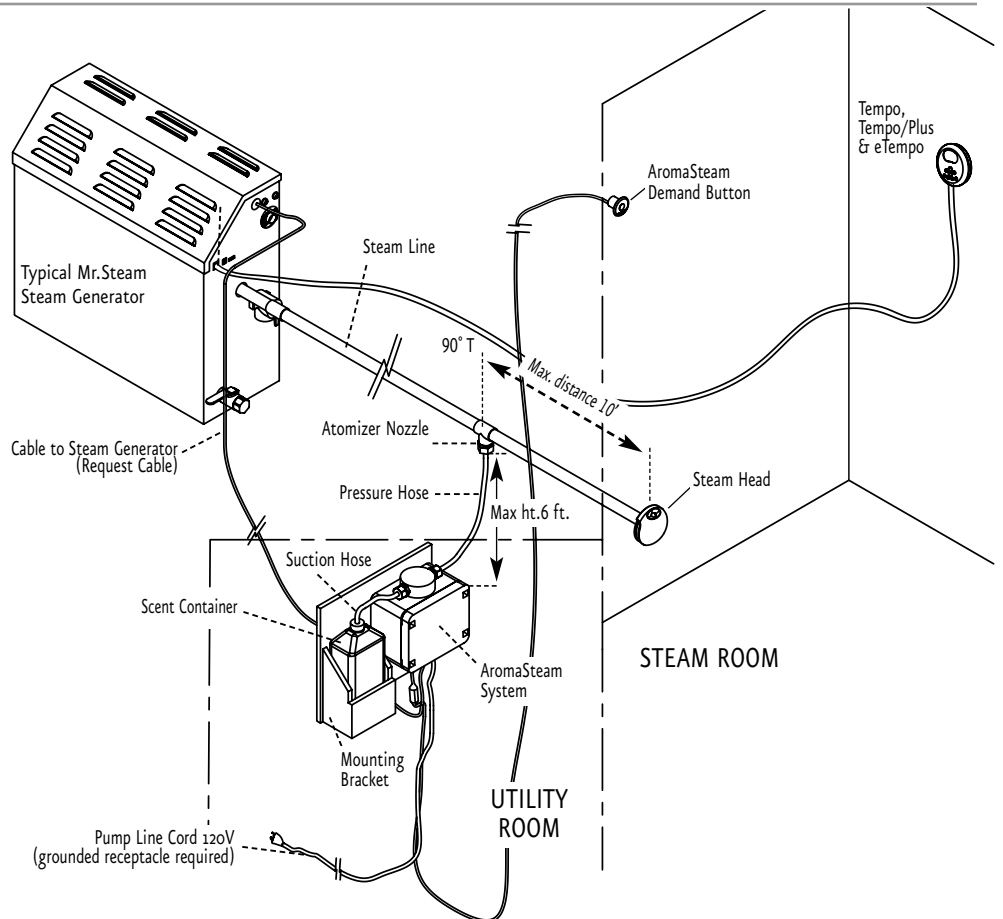 Tempo,
Tempo/Plus
& eTempo
AromaSteam
Demand Button
Steam Line
Typical Mr.Steam
Steam Generator
90° T
Max. distance 10'
Atomizer Nozzle
Cable to Steam Generator
(Request Cable)
Steam Head
Pressure Hose
Max ht.6 ft.
Suction Hose
Scent Container
STEAM ROOM
AromaSteam
System
Mounting
Bracket
UTILITY
ROOM
Pump Line Cord 120V
(grounded receptacle required)